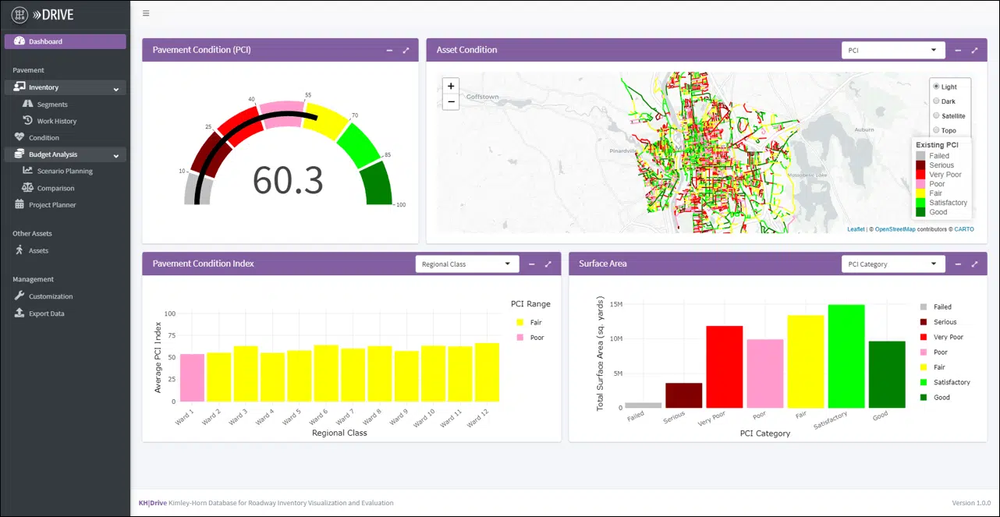 DRIVE
Dashboard
Pavement
Inventory
Segments
Work History
Condition
Budget Analysis
Scenario Planning
Comparison
Project Planner
Other Assets
Assets
Management
Customization
Export Data
Pavement Condition (PCI)
10
25
40
55
70
85
100
60.3
Asset Condition
PCI
+
−
Goffstown
Pinardville
Auburn
Massabesic Lake
Light
Dark
Satellite
Topo
Existing PCI
Failed
Serious
Very Poor
Poor
Fair
Satisfactory
Good
Leaflet | © OpenStreetMap contributors © CARTO
Pavement Condition Index
Regional Class
Average PCI Index
100
75
50
25
0
Ward 1
Ward 2
Ward 3
Ward 4
Ward 5
Ward 6
Ward 7
Ward 8
Ward 9
Ward 10
Ward 11
Ward 12
Regional Class
PCI Range
Fair
Poor
Surface Area
PCI Category
Total Surface Area (sq. yards)
15M
10M
5M
0
Failed
Serious
Very Poor
Poor
Fair
Satisfactory
Good
PCI Category
Failed
Serious
Very Poor
Poor
Fair
Satisfactory
Good
KH|Drive Kimley-Horn Database for Roadway Inventory Visualization and Evaluation
Version 1.0.0